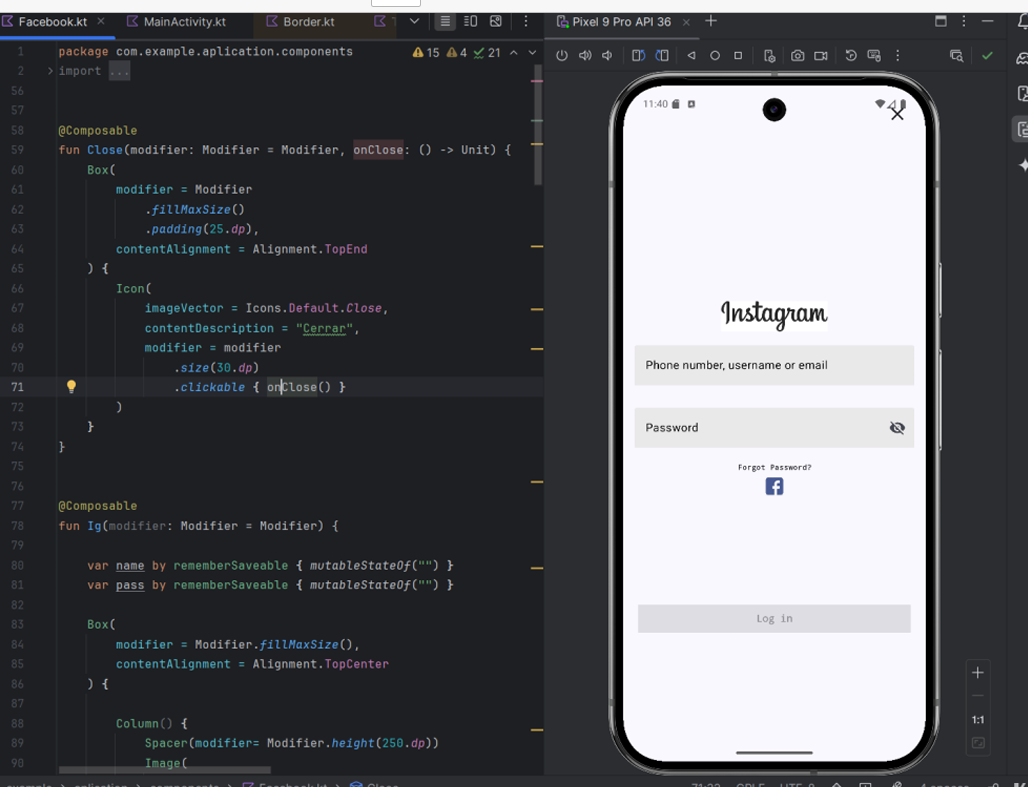 Facebook.kt
MainActivity.kt
Border.kt
Pixel 9 Pro API 36
1 package com.example.aplication.components
15 4 21
2 import ...
56
57
58 @Composable
59 fun Close(modifier: Modifier = Modifier, onClose: () -> Unit) {
60 Box(
61 modifier = Modifier
62 .fillMaxSize()
63 .padding(25.dp),
64 contentAlignment = Alignment.TopEnd
65 ) {
66 Icon(
67 imageVector = Icons.Default.Close,
68 contentDescription = "Cerrar",
69 modifier = modifier
70 .size(30.dp)
71 .clickable { onClose() }
72 )
73 }
74 }
75
76
77 @Composable
78 fun Ig(modifier: Modifier = Modifier) {
79
80 var name by rememberSaveable { mutableStateOf("") }
81 var pass by rememberSaveable { mutableStateOf("") }
82
83 Box(
84 modifier = Modifier.fillMaxSize(),
85 contentAlignment = Alignment.TopCenter
86 ) {
87
88 Column() {
89 Spacer(modifier= Modifier.height(250.dp))
90 Image(
11:40
Instagram
Phone number, username or email
Password
Forgot Password?
Log in
1:1